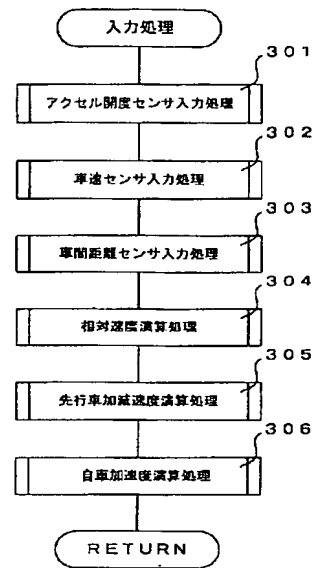 入力処理
301
アクセル開度センサ入力処理
302
車速センサ入力処理
303
車間距離センサ入力処理
304
相対速度演算処理
305
先行車加減速度演算処理
306
自車加速度演算処理
RETURN